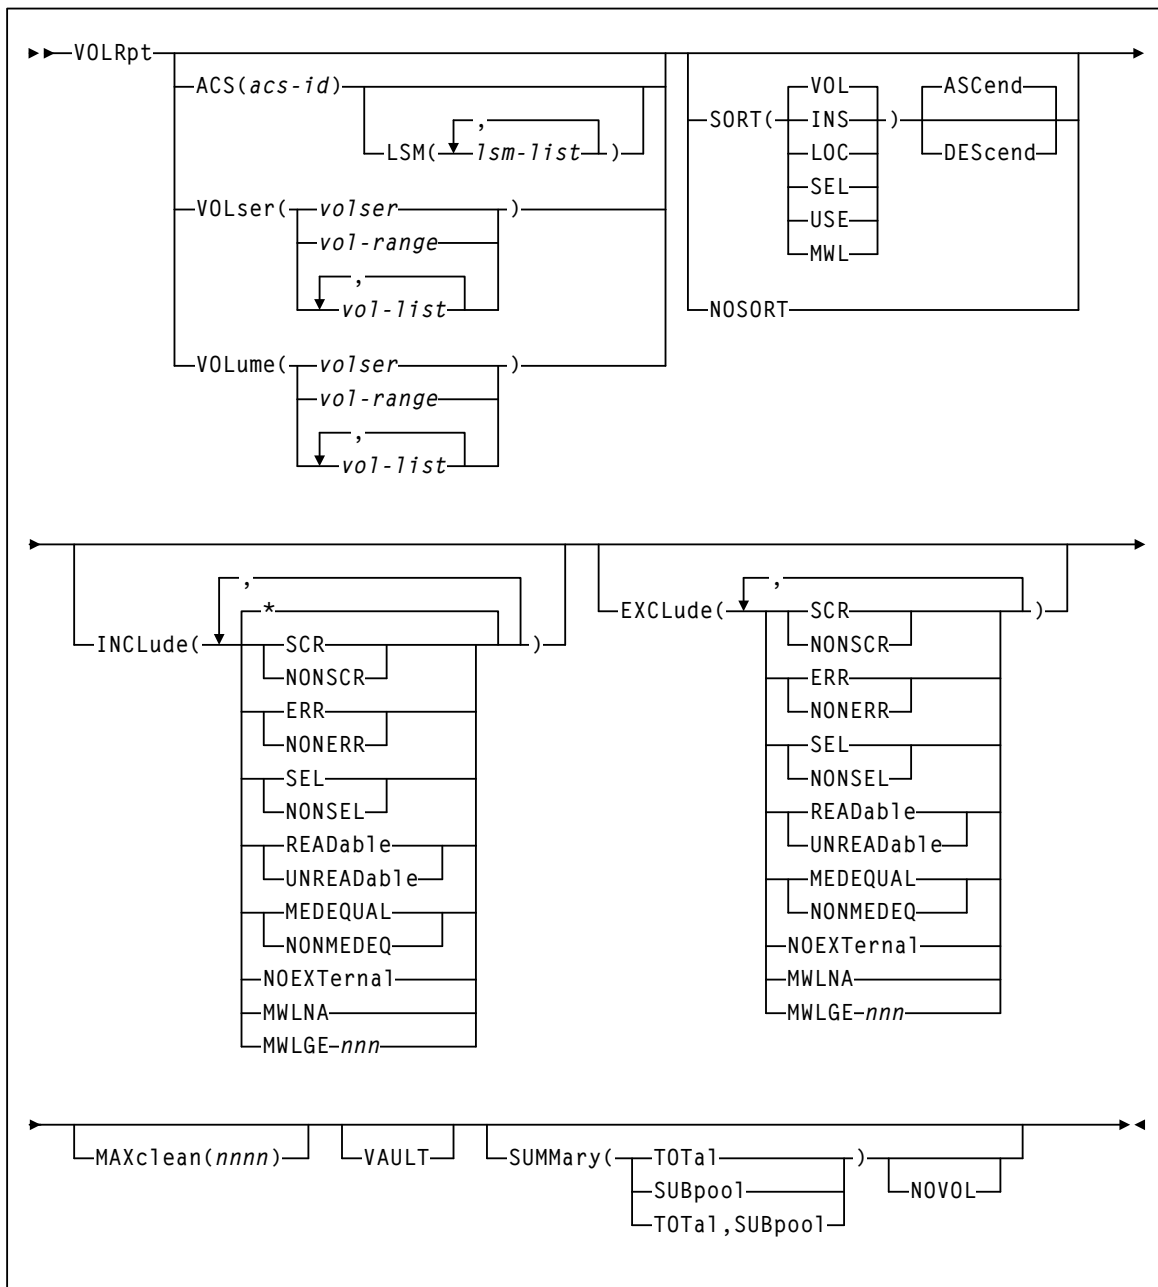 VOLRpt
ACS(acs-id)
LSM( lsm-list )
,
VOLser( volser )
vol-range
,
vol-list
VOLume( volser )
vol-range
,
vol-list
SORT( VOL )
INS
LOC
SEL
USE
MWL
ASCend
DEScend
NOSORT
INCLude( , )
*
SCR
NONSCR
ERR
NONERR
SEL
NONSEL
READable
UNREADable
MEDEQUAL
NONMEDEQ
NOEXTernal
MWLNA
MWLGE-nnn
EXCLude( , )
SCR
NONSCR
ERR
NONERR
SEL
NONSEL
READable
UNREADable
MEDEQUAL
NONMEDEQ
NOEXTernal
MWLNA
MWLGE-nnn
MAXclean(nnnn)
VAULT
SUMMary( TOTal )
SUBpool
TOTal,SUBpool
NOVOL